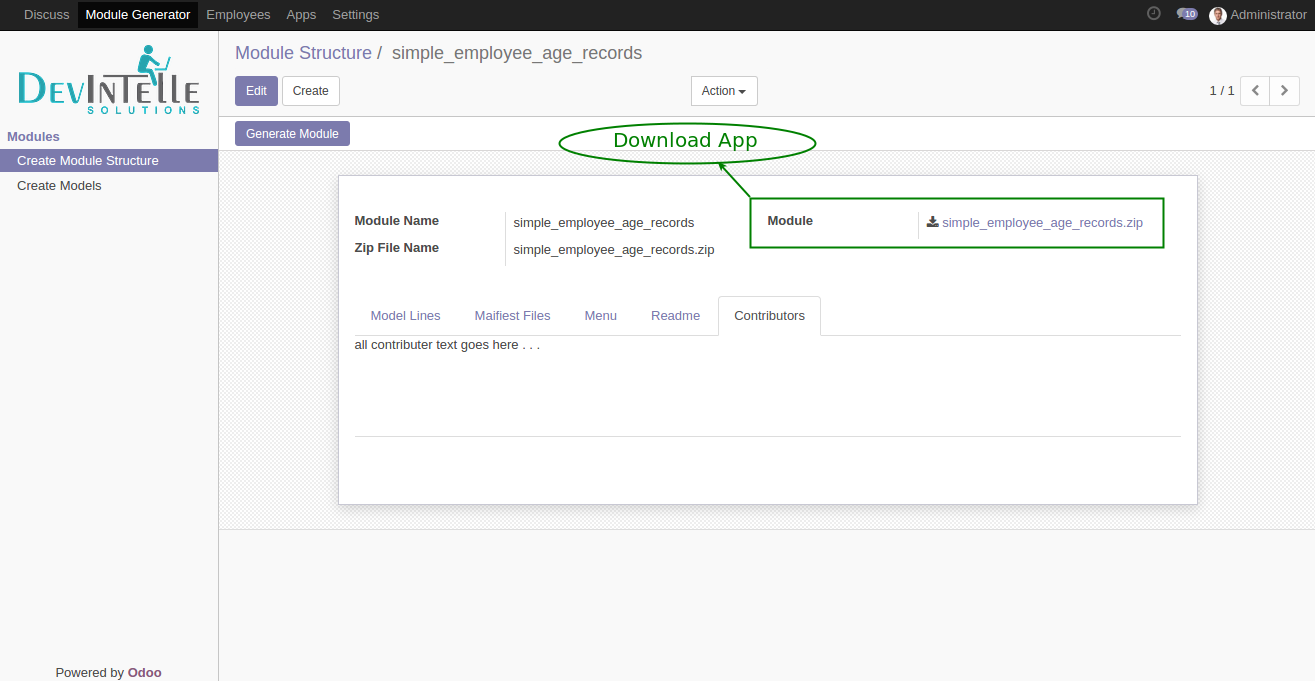 Discuss Module Generator Employees Apps Settings 10 Administrator
DEVINTELLE
SOLUTIONS
Modules
Create Module Structure
Create Models
Powered by Odoo
Module Structure / simple_employee_age_records
Edit Create Action 1 / 1
Generate Module
Download App
Module Name simple_employee_age_records Module simple_employee_age_records.zip
Zip File Name simple_employee_age_records.zip
Model Lines Maifiest Files Menu Readme Contributors
all contributer text goes here . . .